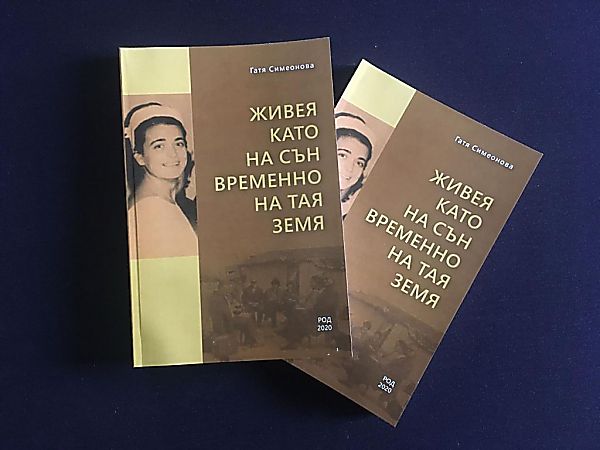 Гатя Симеонова
ЖИВЕЯ
КАТО
НА СЪН
ВРЕМЕННО
НА ТАЯ
ЗЕМЯ
РОД
2020
Гатя Симеонова
ЖИВЕЯ
КАТО
НА СЪН
ВРЕМЕННО
НА ТАЯ
ЗЕМЯ
РОД
2020